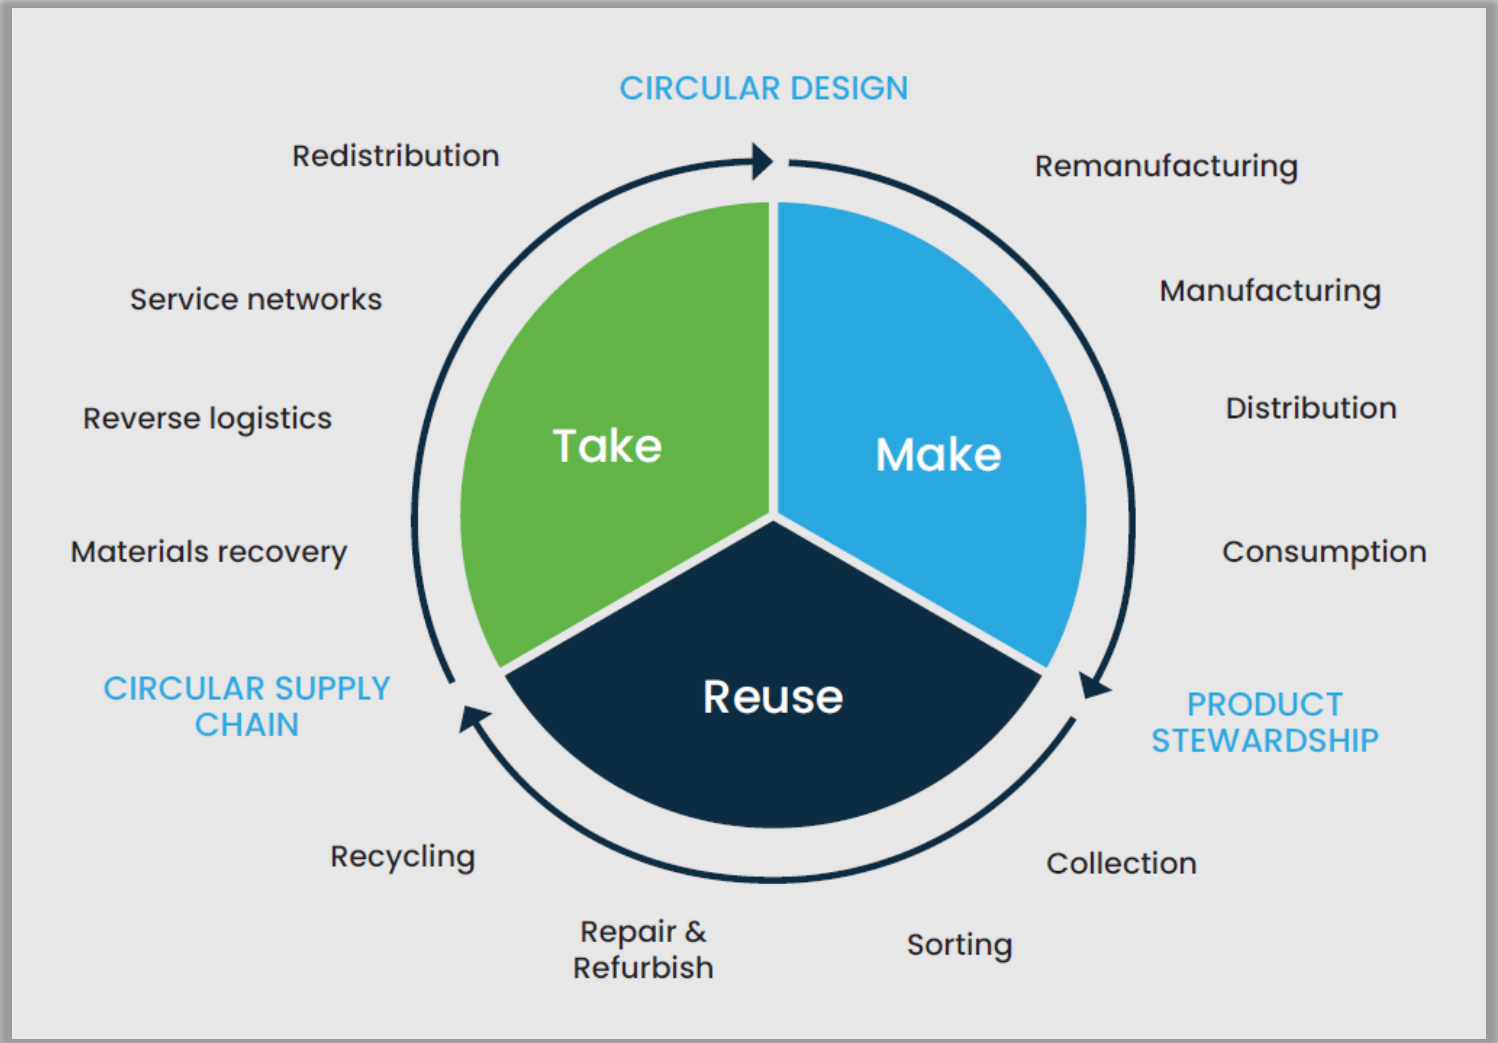 CIRCULAR DESIGN
Redistribution
Remanufacturing
Service networks
Manufacturing
Reverse logistics
Distribution
Take
Make
Materials recovery
Consumption
CIRCULAR SUPPLY
CHAIN
Reuse
PRODUCT
STEWARDSHIP
Recycling
Collection
Repair &
Refurbish
Sorting